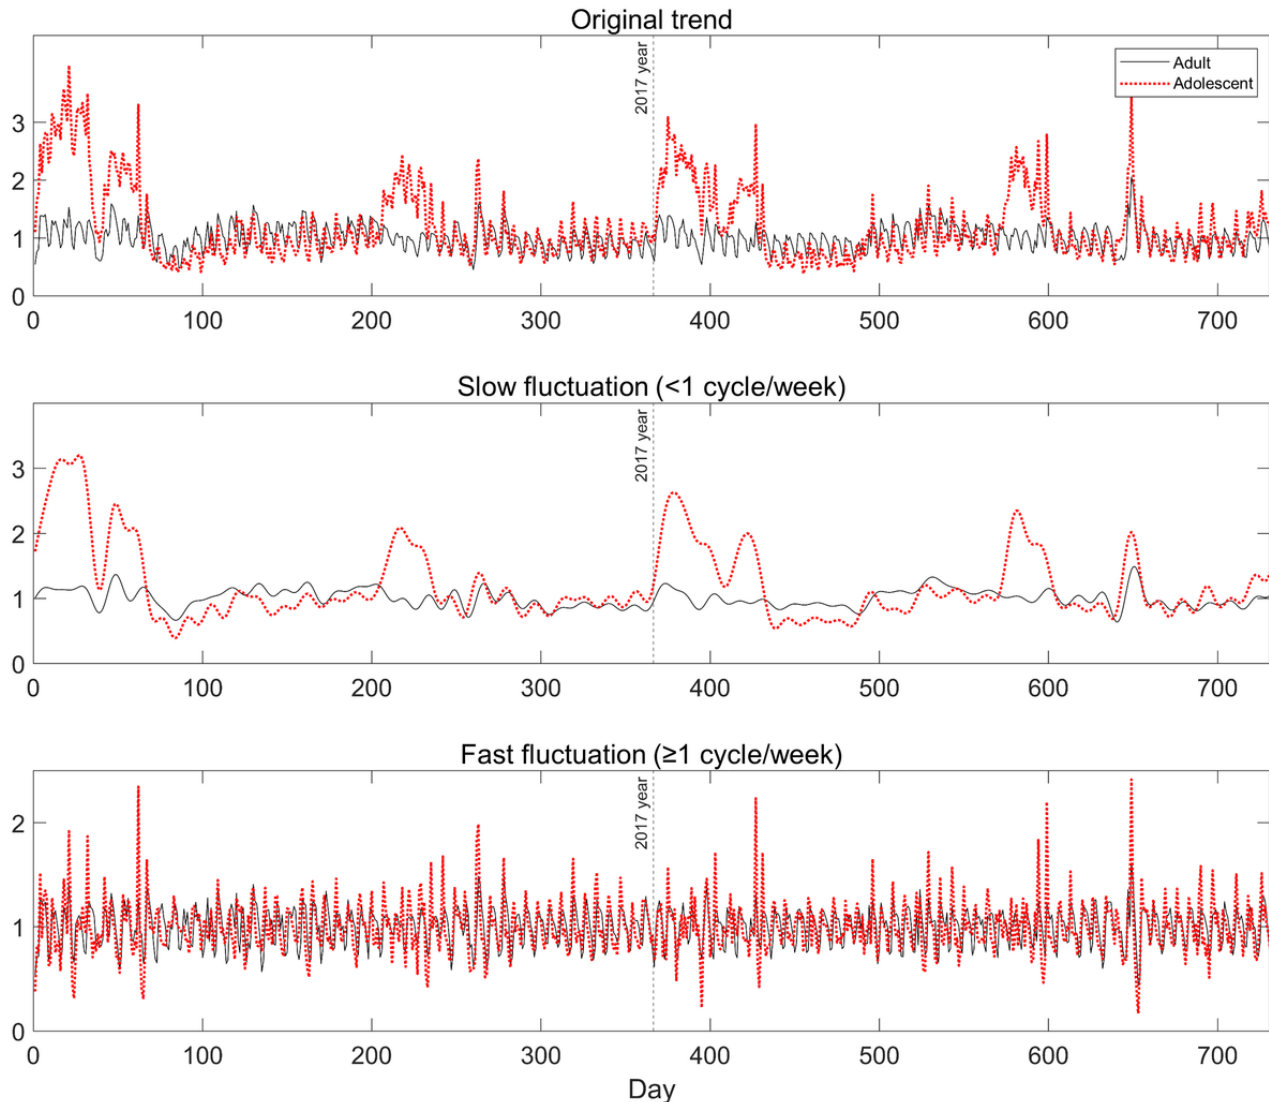 Original trend
2017 year
Adult
Adolescent
3
2
1
0
0 100 200 300 400 500 600 700
Slow fluctuation (<1 cycle/week)
2017 year
3
2
1
0
0 100 200 300 400 500 600 700
Fast fluctuation (≥1 cycle/week)
2017 year
2
1
0
0 100 200 300 400 500 600 700
Day